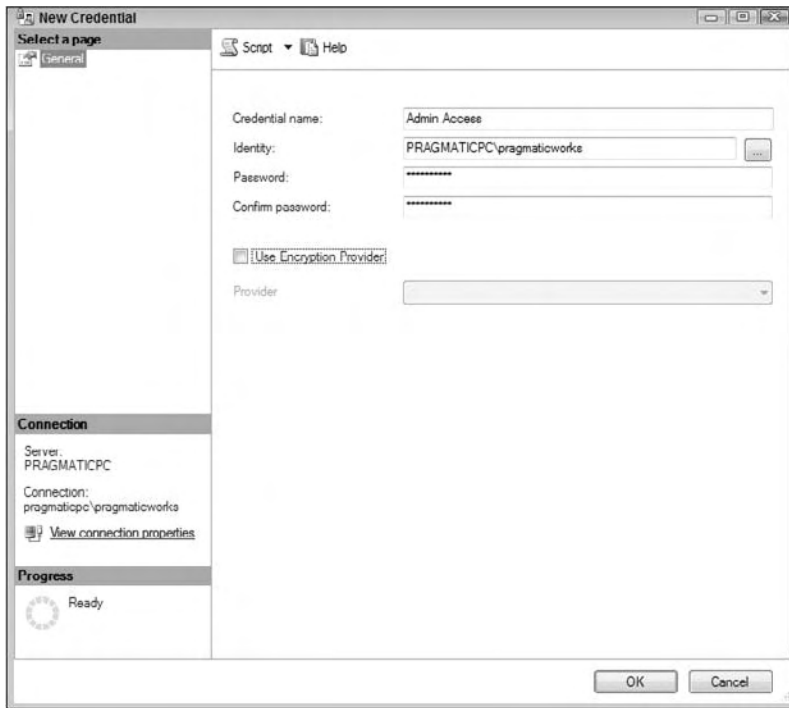 New Credential
Select a page
General
Script
Help
Credential name:
Admin Access
Identity:
PRAGMATICPC\pragmaticworks
...
Password:
**********
Confirm password:
**********
Use Encryption Provider
Provider
Connection
Server:
PRAGMATICPC
Connection:
pragmaticpc\pragmaticworks
View connection properties
Progress
Ready
OK
Cancel